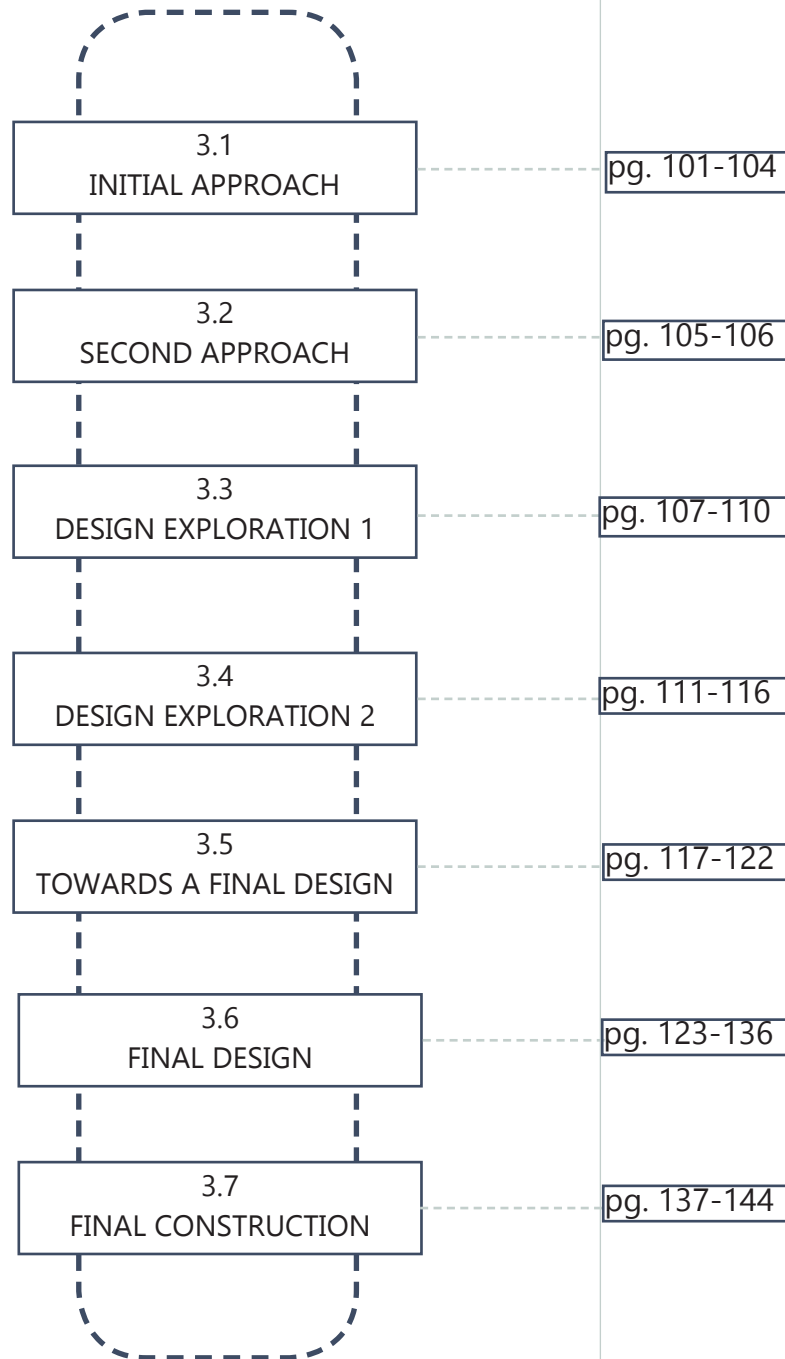 3.1
INITIAL APPROACH
pg. 101-104
3.2
SECOND APPROACH
pg. 105-106
3.3
DESIGN EXPLORATION 1
pg. 107-110
3.4
DESIGN EXPLORATION 2
pg. 111-116
3.5
TOWARDS A FINAL DESIGN
pg. 117-122
3.6
FINAL DESIGN
pg. 123-136
3.7
FINAL CONSTRUCTION
pg. 137-144